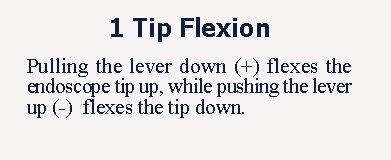 1 Tip Flexion
Pulling the lever down (+) flexes the
endoscope tip up, while pushing the lever
up (-) flexes the tip down.